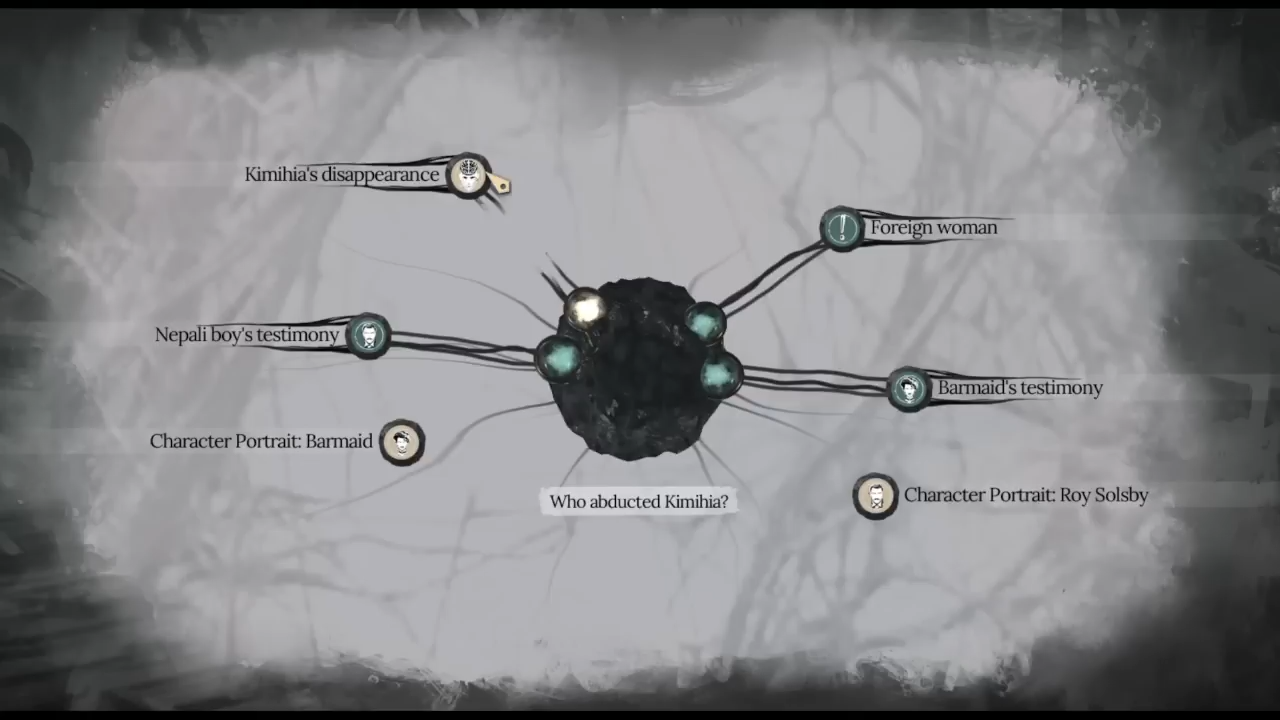 Kimihia's disappearance
Foreign woman
Nepali boy's testimony
Barmaid's testimony
Character Portrait: Barmaid
Character Portrait: Roy Solsby
Who abducted Kimihia?